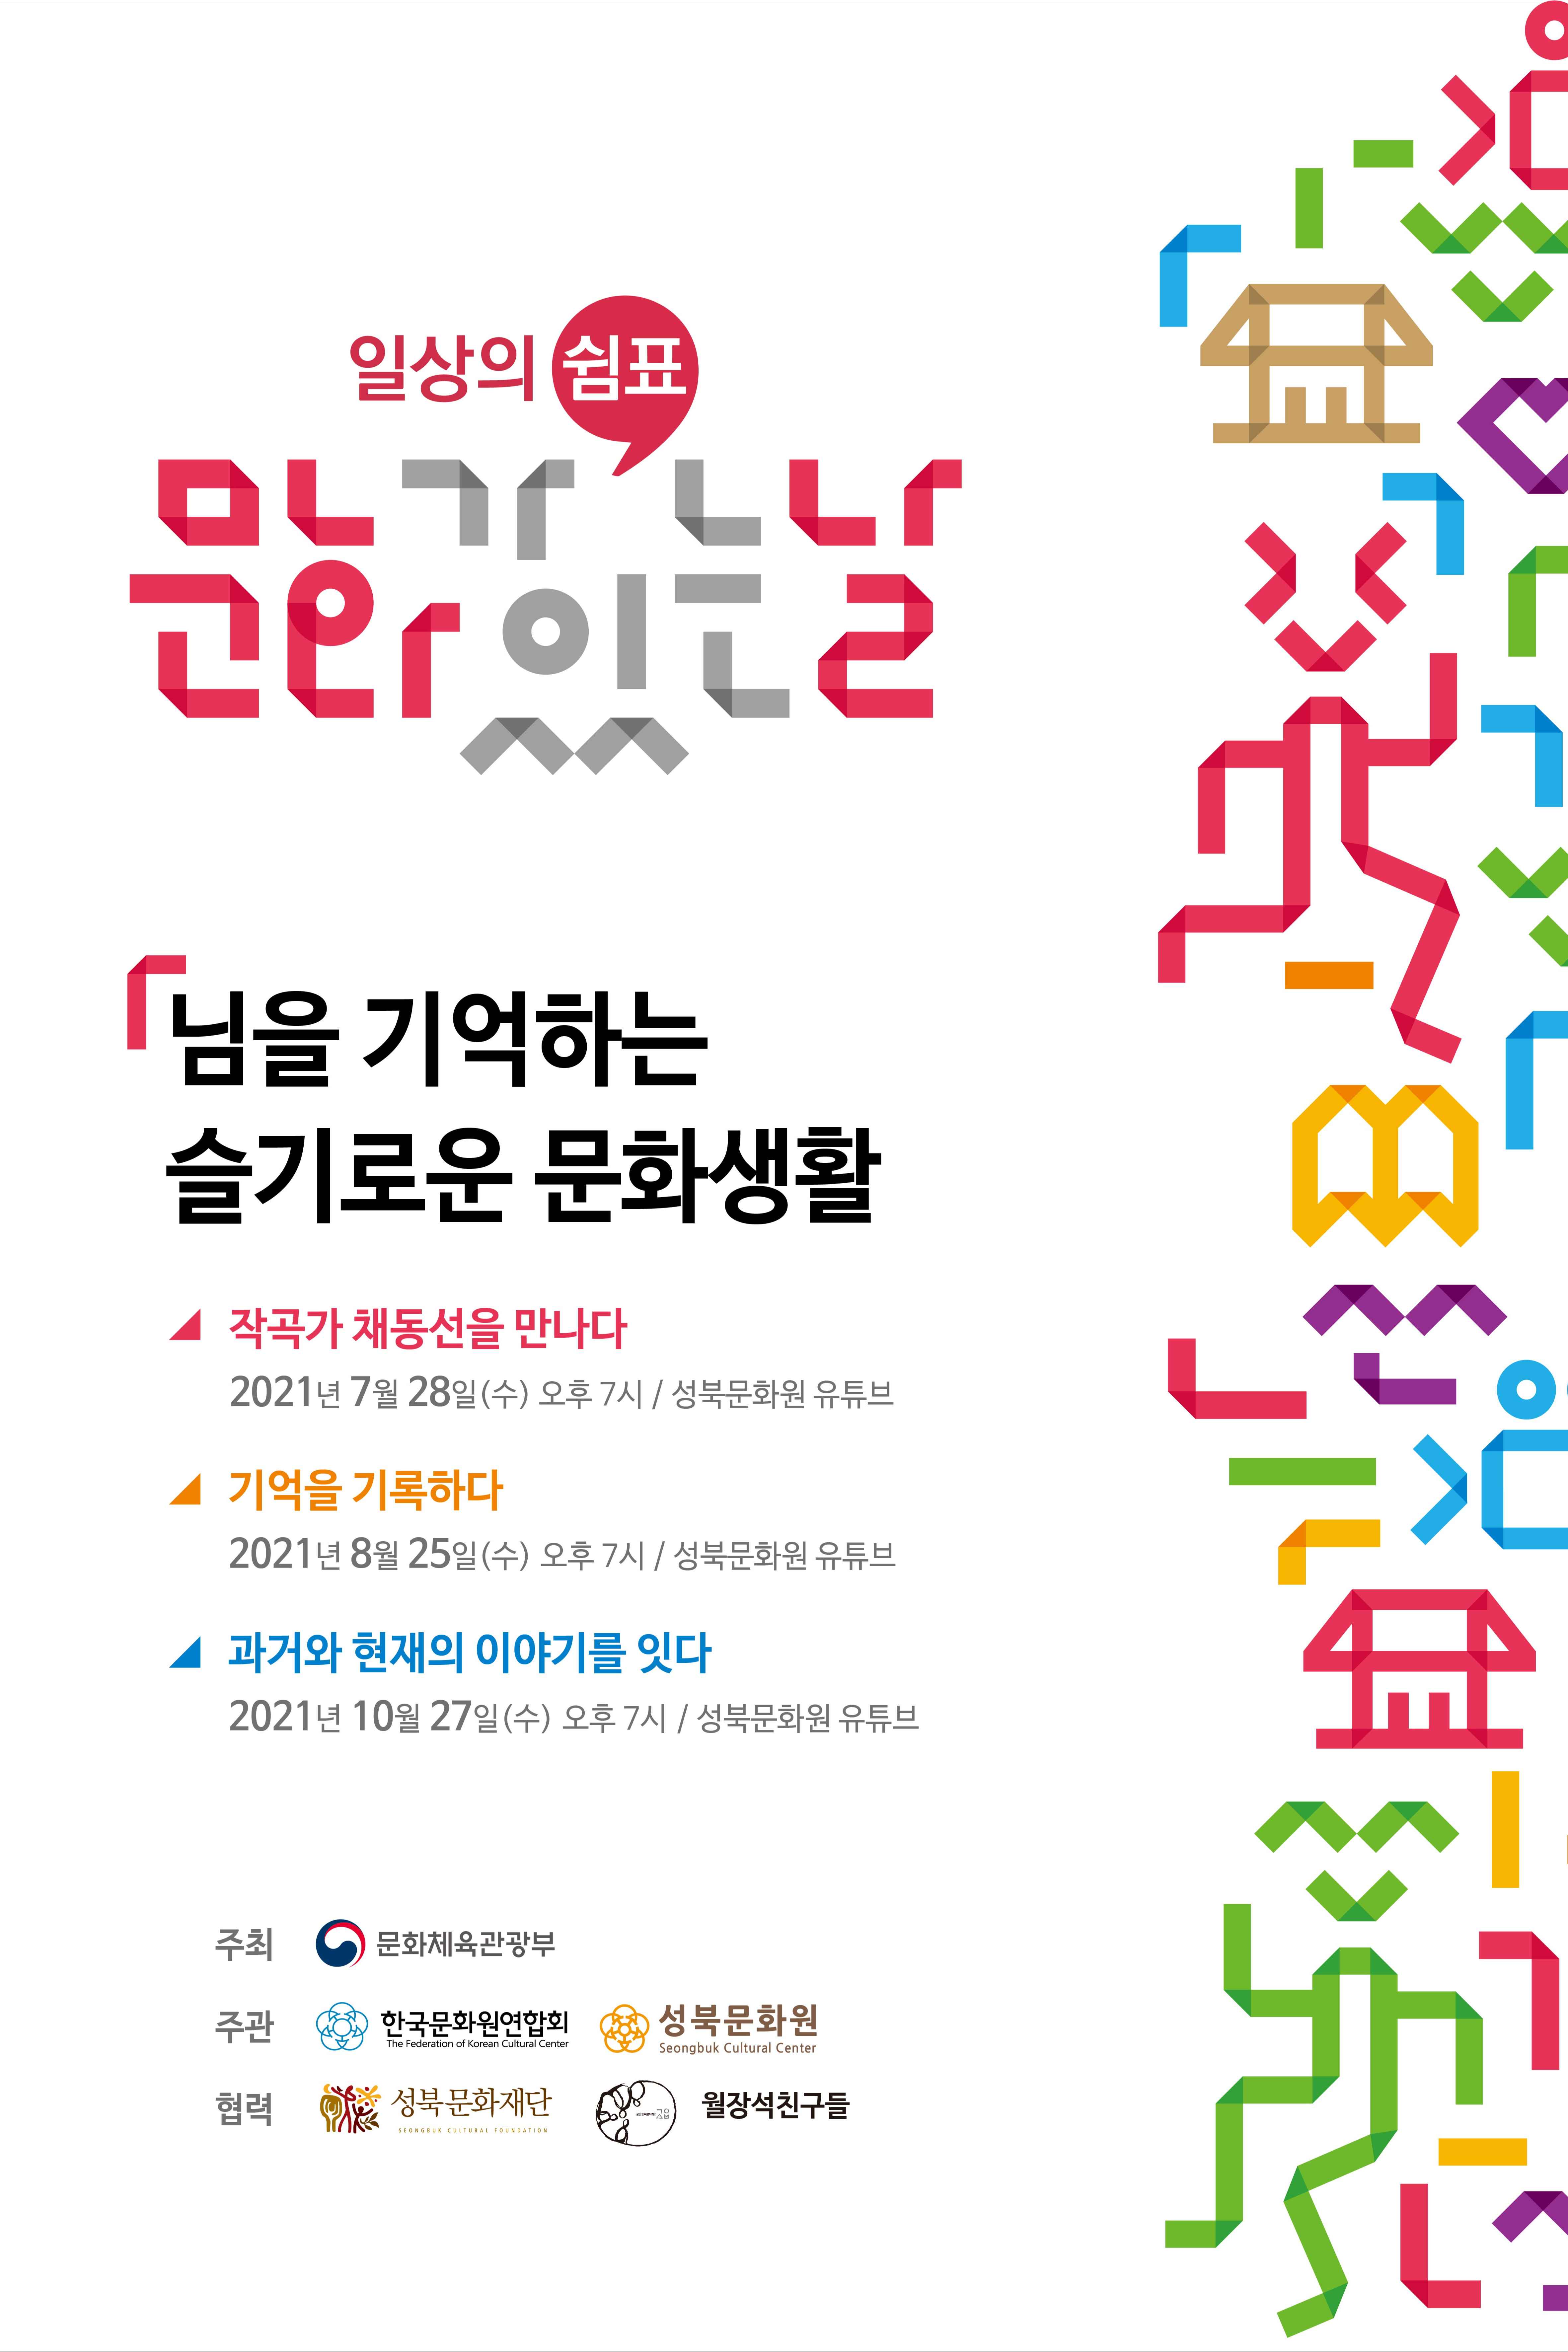 일상의 쉼표
문화가 있는 날
「님을 기억하는
슬기로운 문화생활
작곡가 채동선을 만나다
2021년 7월 28일(수) 오후 7시 / 성북문화원 유튜브
기억을 기록하다
2021년 8월 25일(수) 오후 7시 / 성북문화원 유튜브
과거와 현재의 이야기를 잇다
2021년 10월 27일(수) 오후 7시 / 성북문화원 유튜브
주최 문화체육관광부
주관 한국문화원연합회 성북문화원
The Federation of Korean Cultural Center Seongbuk Cultural Center
협력 성북문화재단 월장석친구들
SEONGBUK CULTURAL FOUNDATION